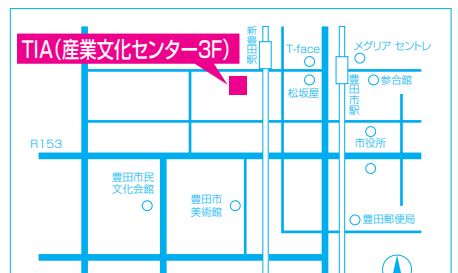 TIA(産業文化センター3F)
新豊田駅
T-face
メグリア セントレ
松坂屋
豊田市駅
参合館
R153
市役所
豊田市民
文化会館
豊田市
美術館
豊田郵便局